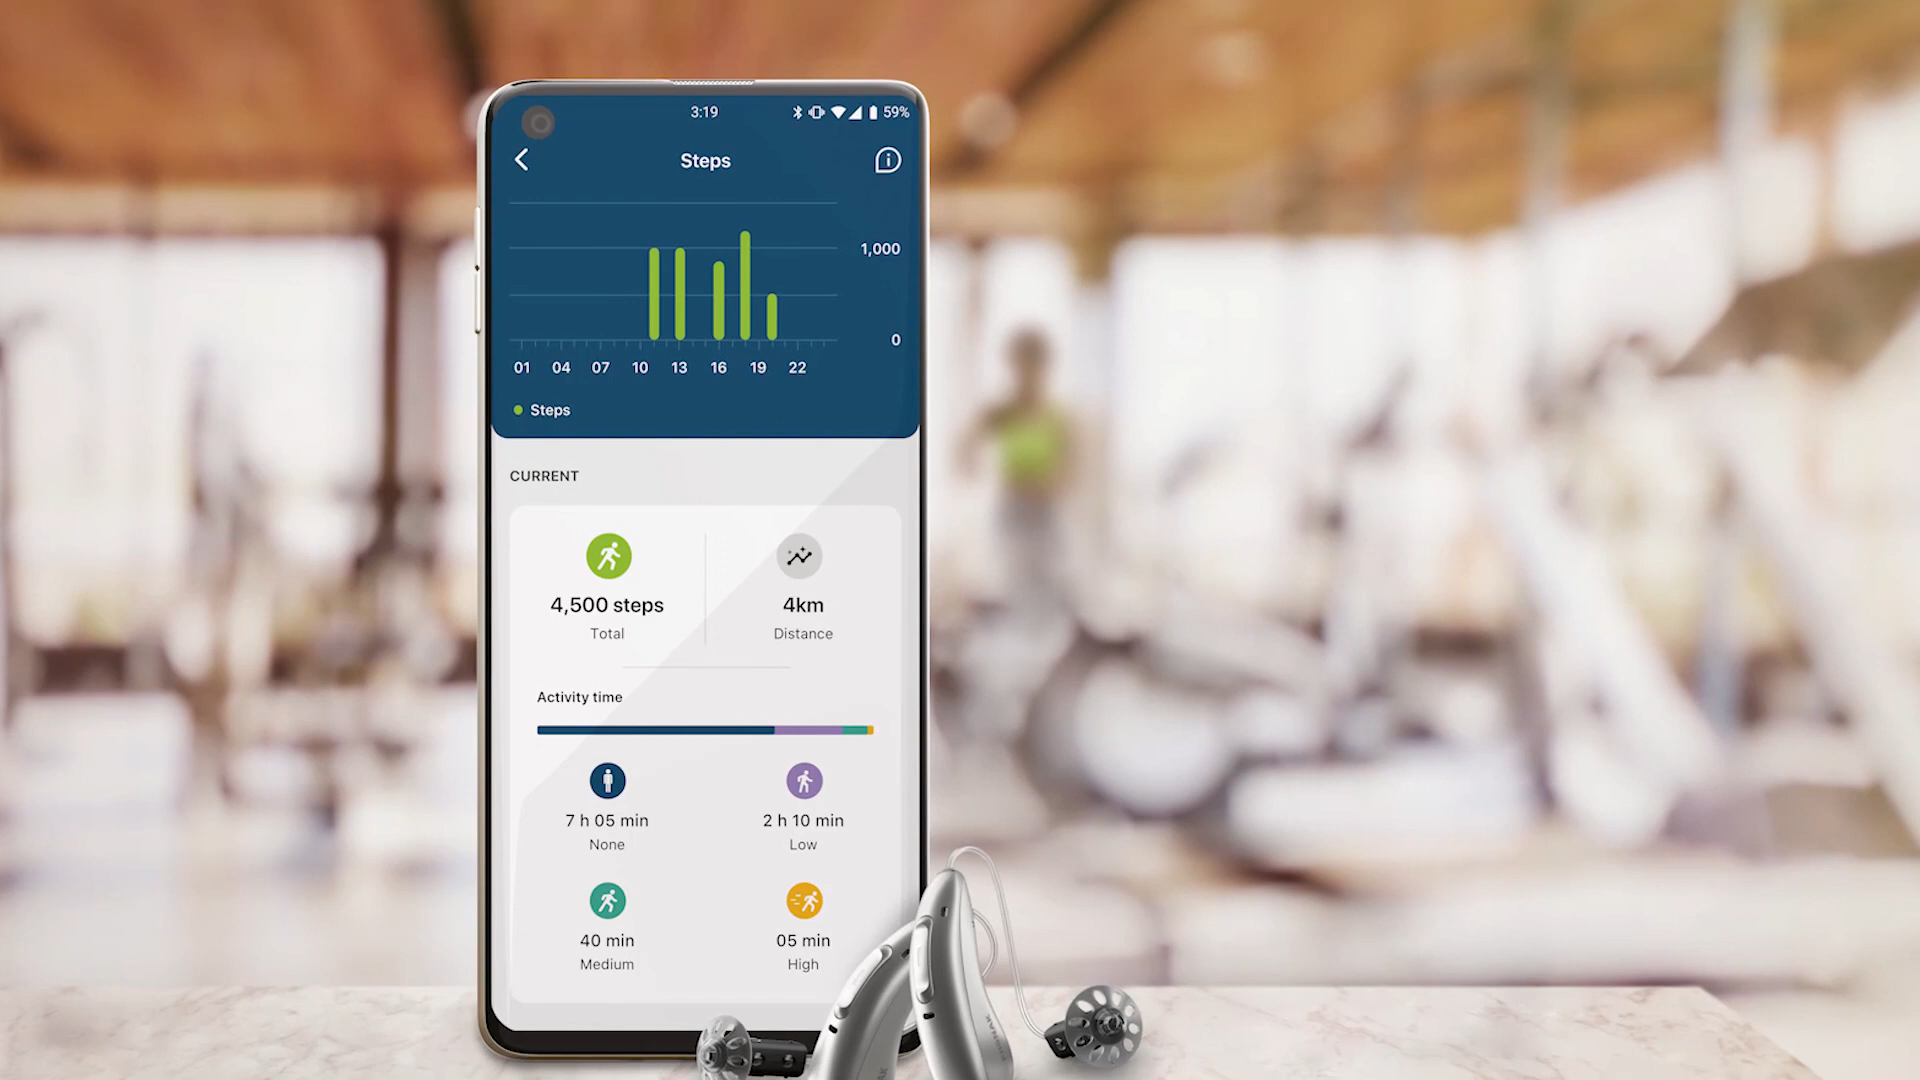 3:19
59%
Steps
1,000
0
01 04 07 10 13 16 19 22
Steps
CURRENT
4,500 steps
Total
4km
Distance
Activity time
7 h 05 min
None
2 h 10 min
Low
40 min
Medium
05 min
High
PHONAK